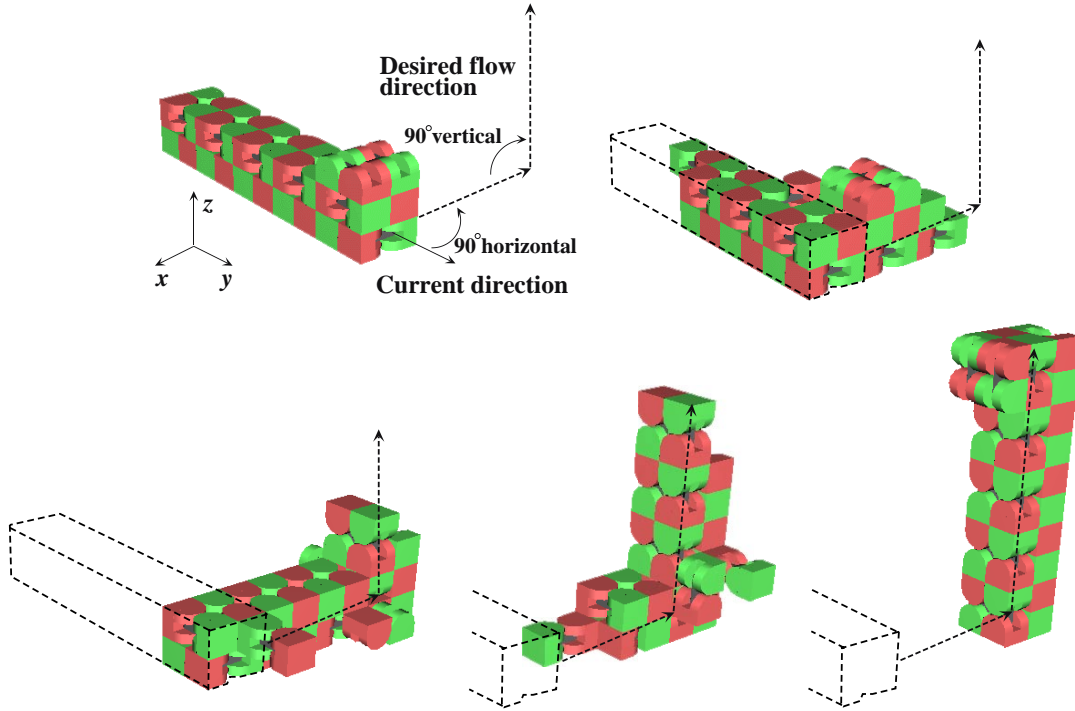 Desired flow
direction
90°vertical
z
90°horizontal
x
y
Current direction